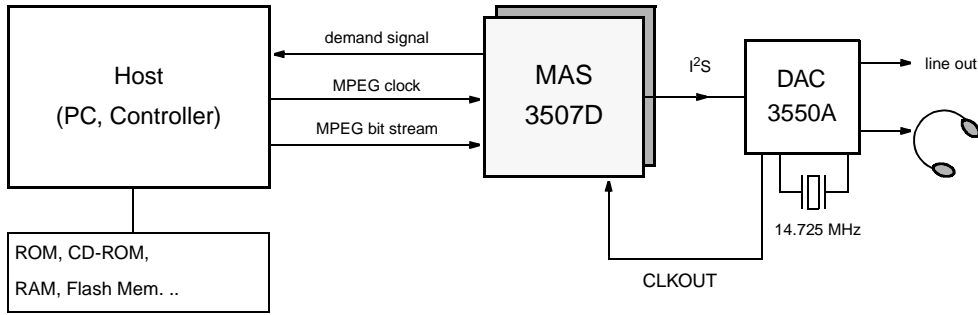 Host
(PC, Controller)
demand signal
MPEG clock
MPEG bit stream
MAS
3507D
I²S
DAC
3550A
line out
14.725 MHz
CLKOUT
ROM, CD-ROM,
RAM, Flash Mem. ..